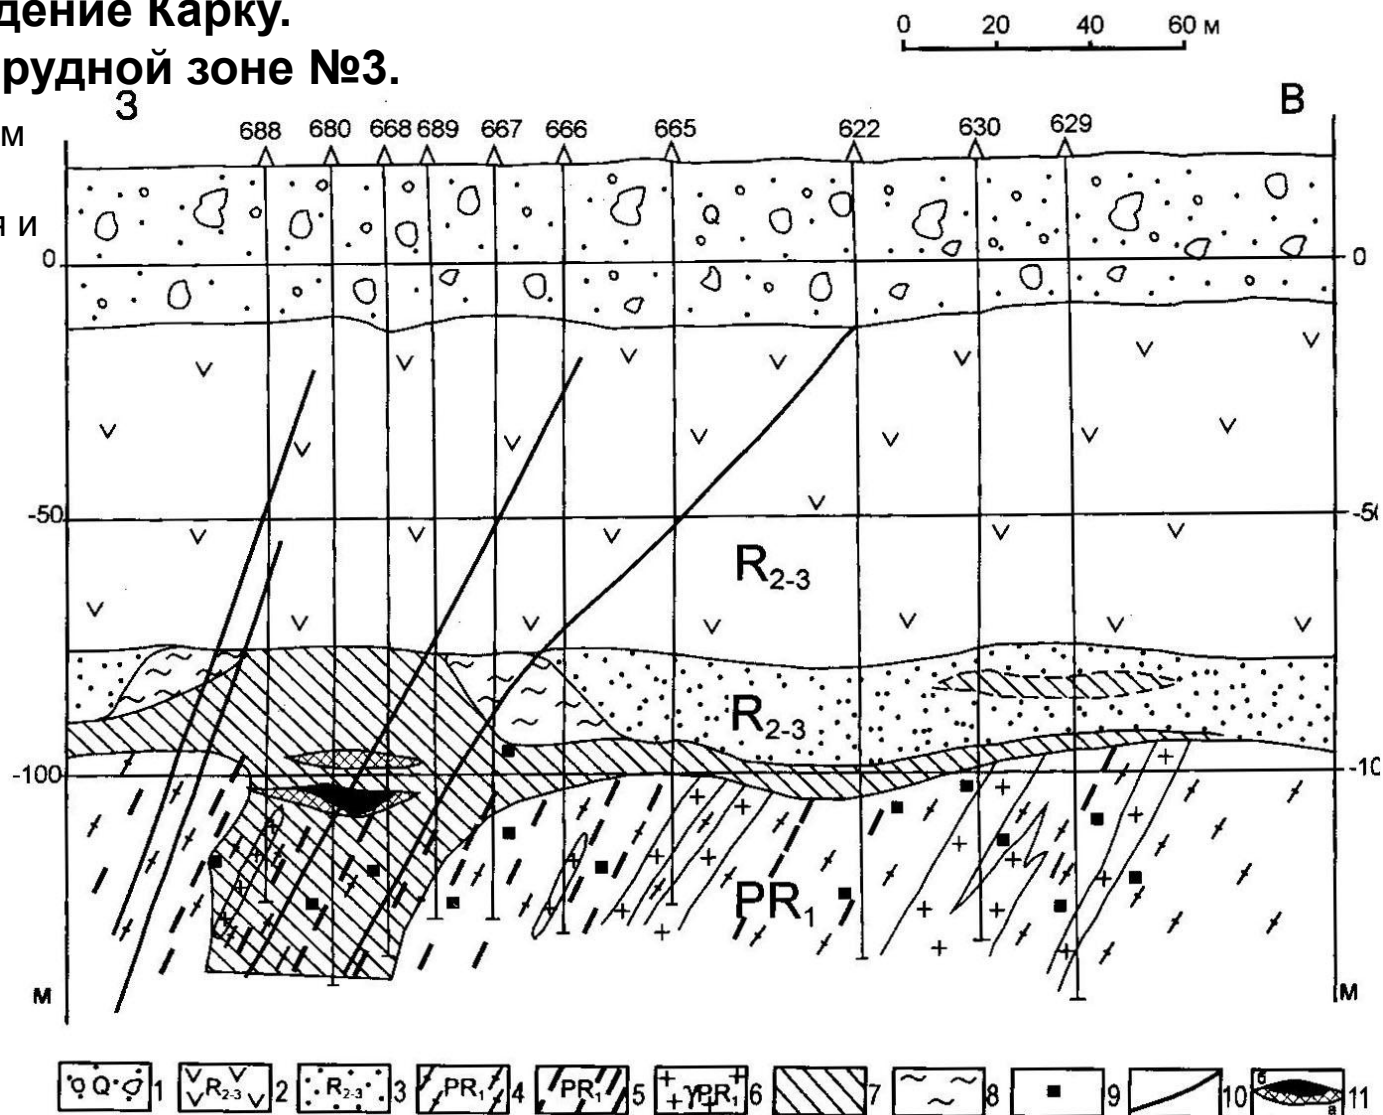 дение Карку.
рудной зоне №3.
0 20 40 60 м
м
я и
З В
688 680 668 689 667 666 665 622 630 629
Q
0 0
-50 -50
R2-3
R2-3
-100 -10
PR1
м м
Q 1 R2-3 2 R2-3 3 PR1 4 PR1 5 γPR1 6 7 8 9 10 б а 11